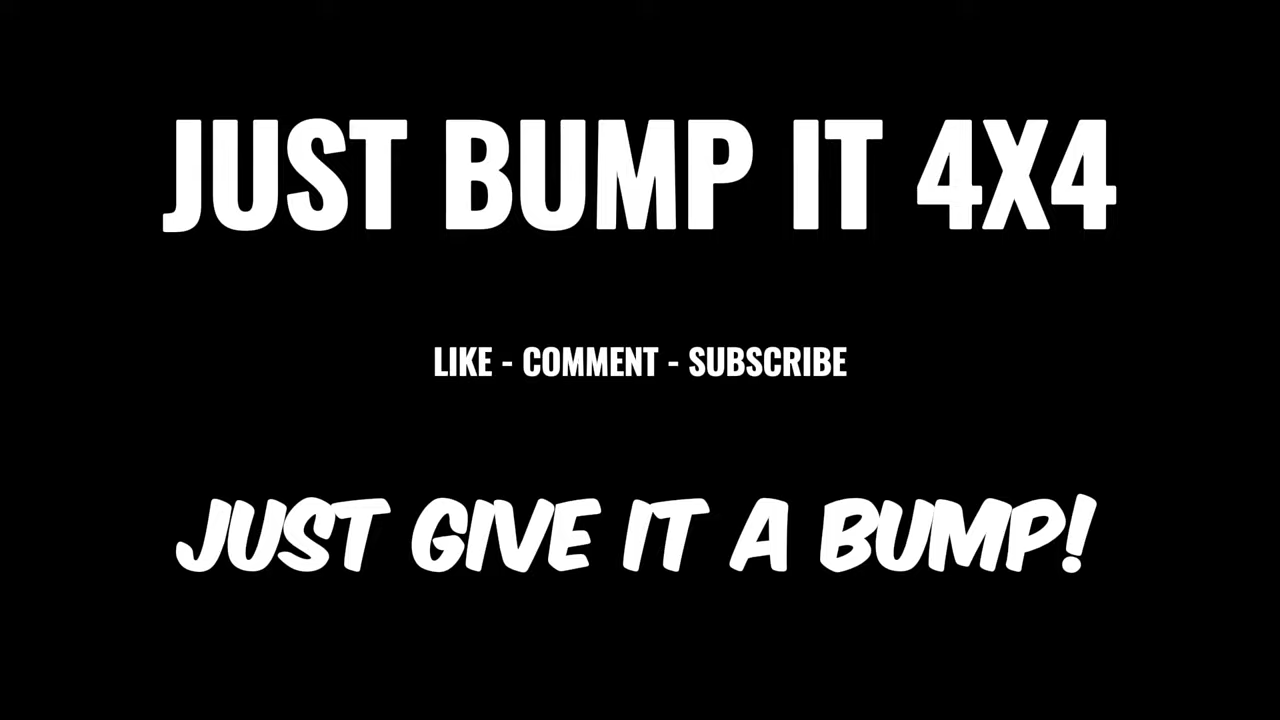 JUST BUMP IT 4X4
LIKE - COMMENT - SUBSCRIBE
JUST GIVE IT A BUMP!